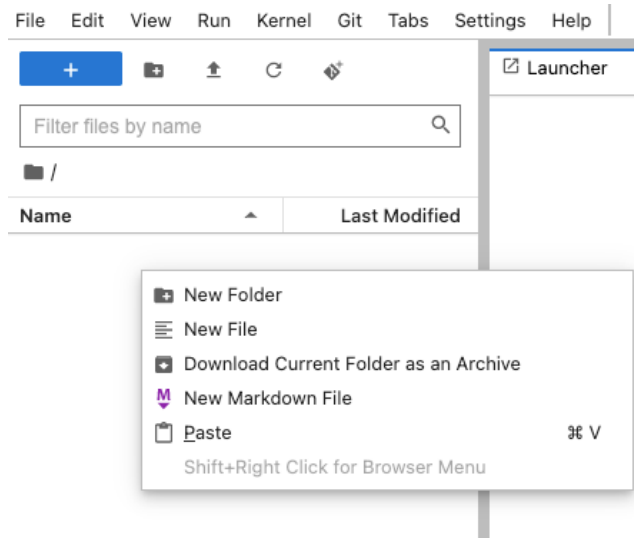 File Edit View Run Kernel Git Tabs Settings Help
+
Launcher
Filter files by name
/
Name Last Modified
New Folder
New File
Download Current Folder as an Archive
M New Markdown File
Paste ⌘ V
Shift+Right Click for Browser Menu